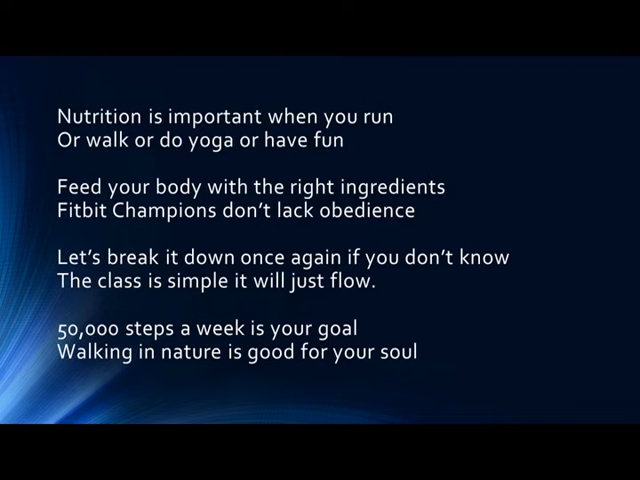 Nutrition is important when you run
Or walk or do yoga or have fun
Feed your body with the right ingredients
Fitbit Champions don't lack obedience
Let's break it down once again if you don't know
The class is simple it will just flow.
50,000 steps a week is your goal
Walking in nature is good for your soul